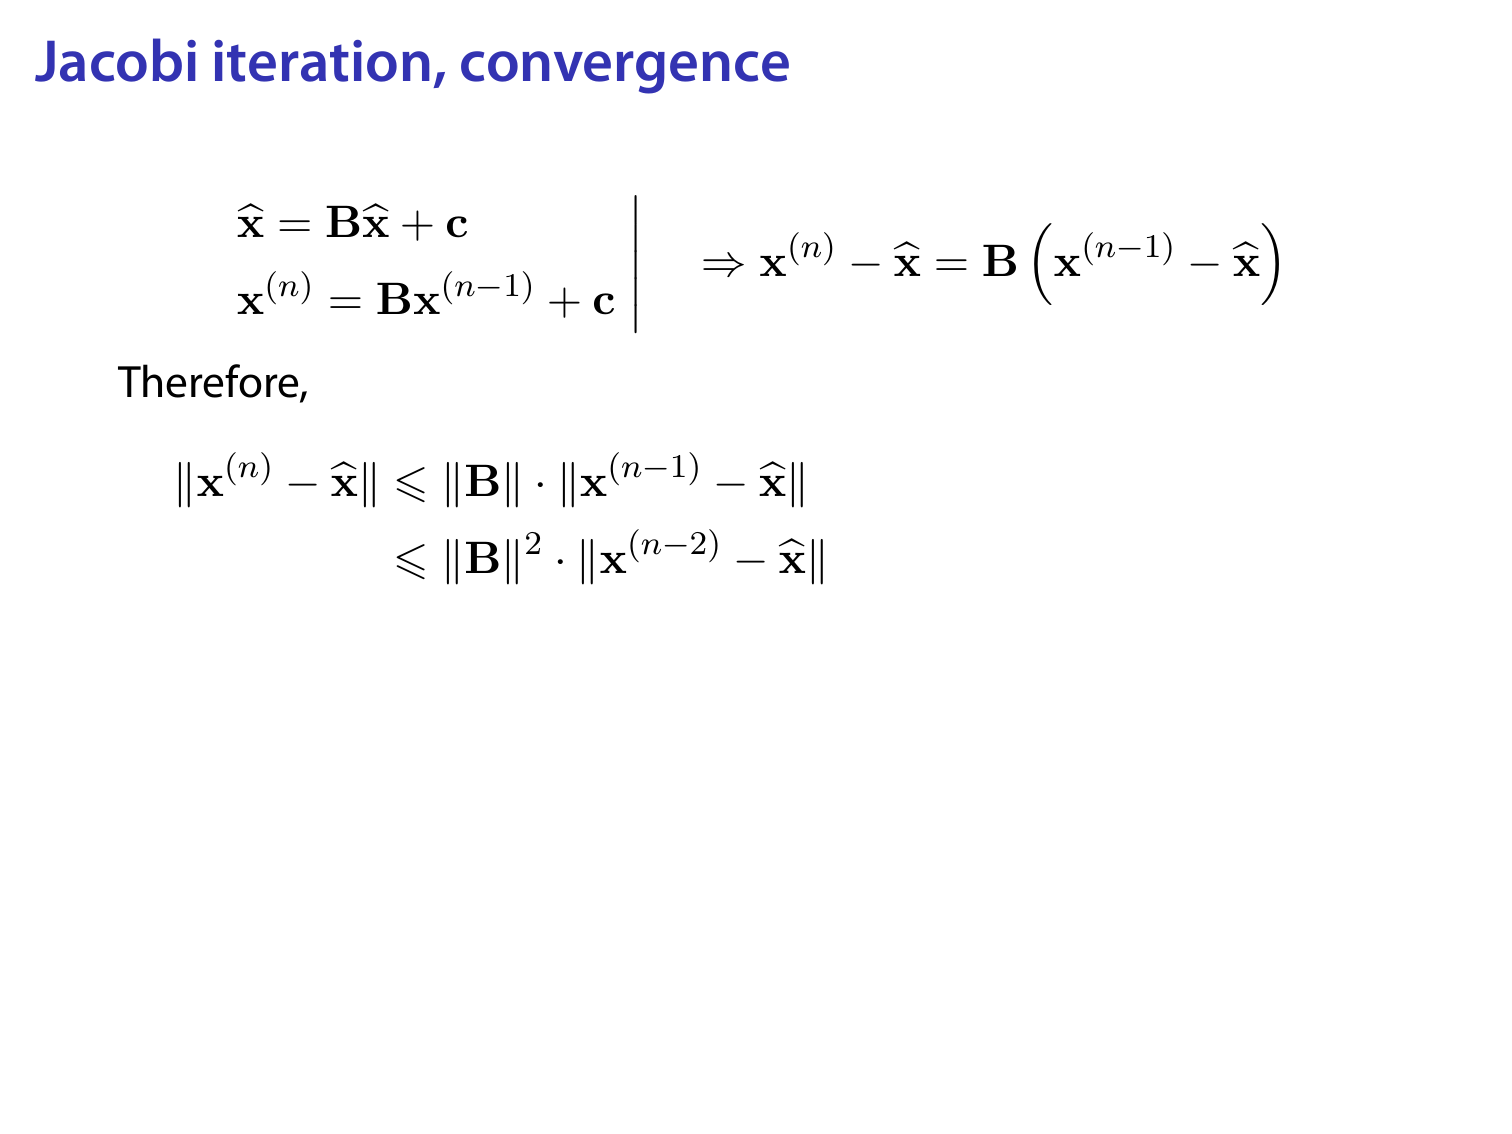 Jacobi iteration, convergence
x̂ = Bx̂ + c
x^(n) = Bx^(n−1) + c
⇒ x^(n) − x̂ = B (x^(n−1) − x̂)
Therefore,
‖x^(n) − x̂‖ ⩽ ‖B‖ · ‖x^(n−1) − x̂‖
⩽ ‖B‖² · ‖x^(n−2) − x̂‖